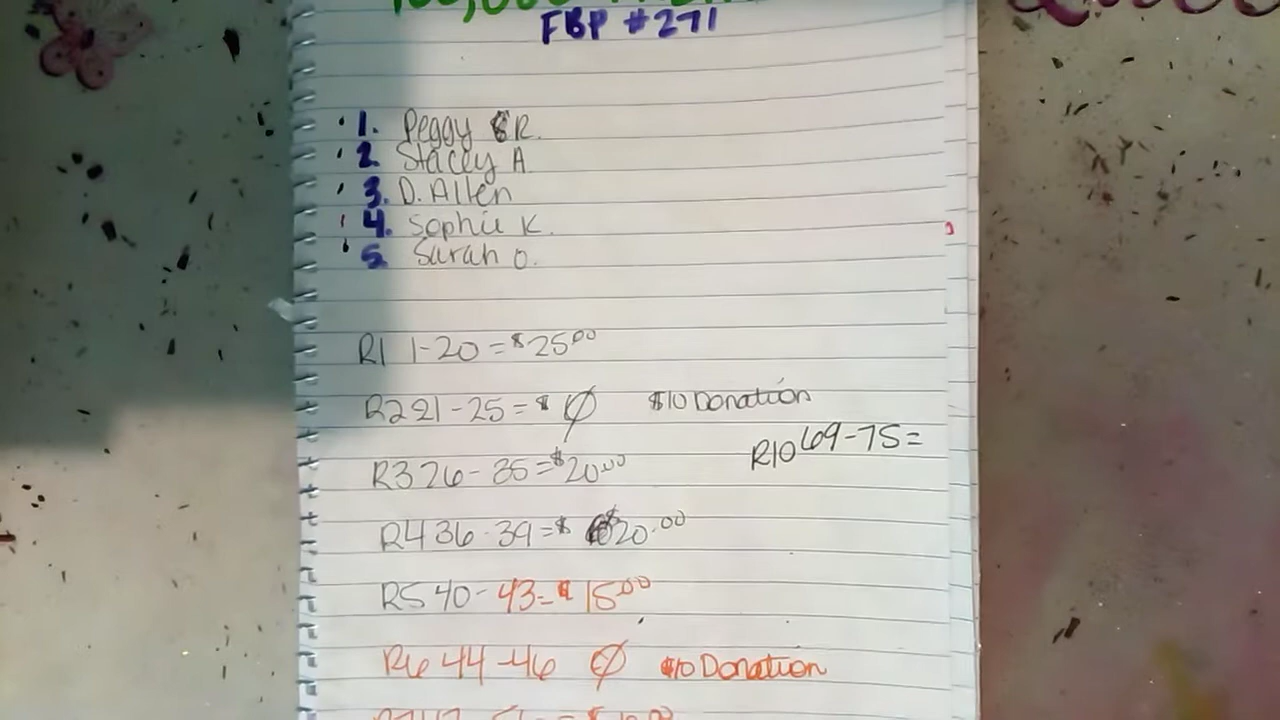 FBP #271
1. Peggy R.
2. Stacey A
3. D. Allen
4. Sophie K.
5. Sarah O.
R1 1-20 = $25.00
R2 21-25 = $ Ø $10 Donation
R10 69-75 =
R3 26-35 = $20.00
R4 36-39 = $ $20.00
R5 40-43 = $15.00
R6 44-46 Ø $10 Donation